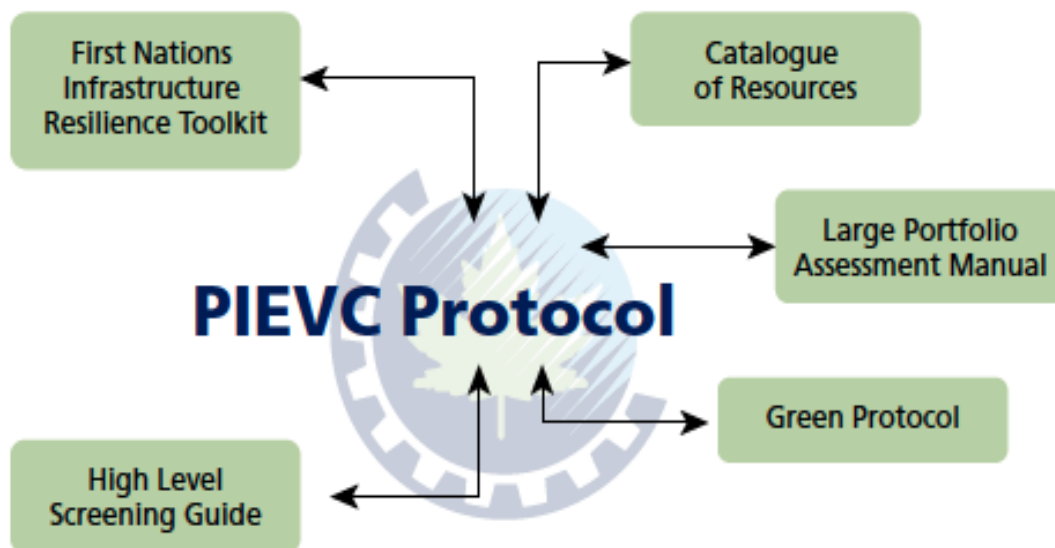 First Nations
Infrastructure
Resilience Toolkit
Catalogue
of Resources
Large Portfolio
Assessment Manual
PIEVC Protocol
Green Protocol
High Level
Screening Guide